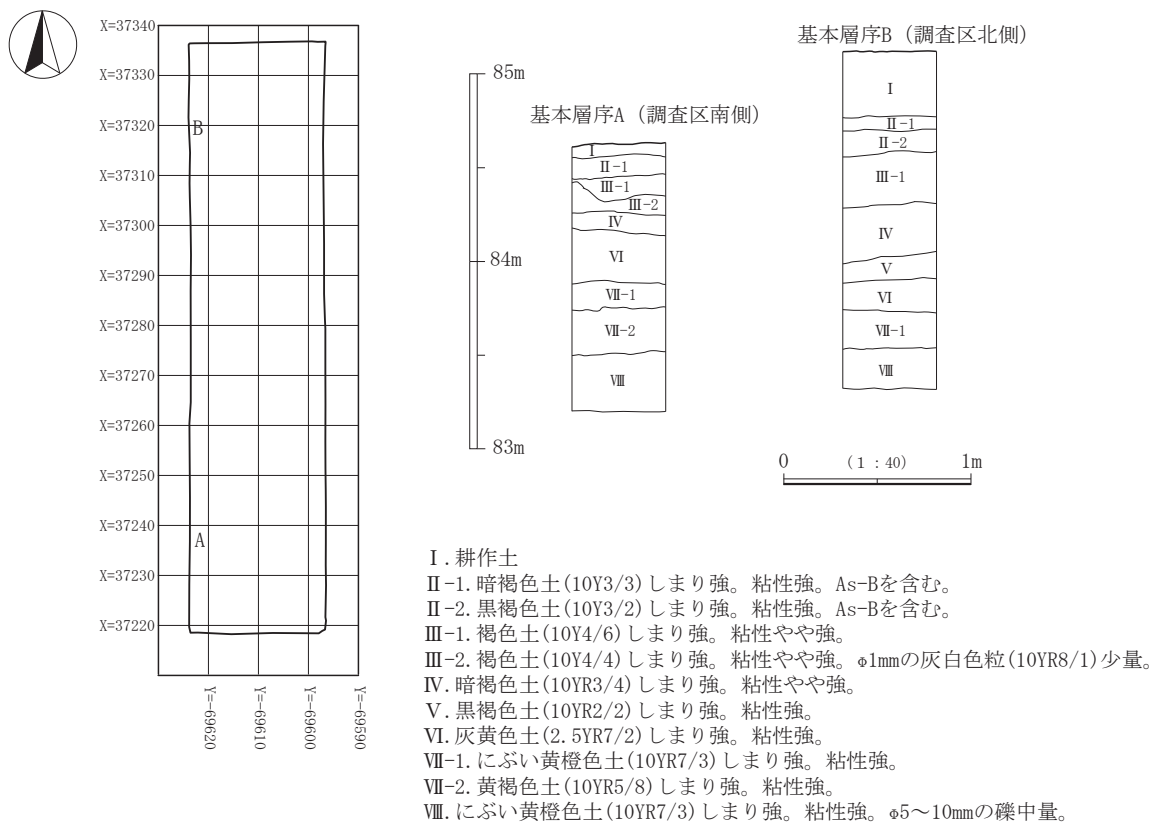 X=37340
X=37330
X=37320
X=37310
X=37300
X=37290
X=37280
X=37270
X=37260
X=37250
X=37240
X=37230
X=37220
B
A
Y=-69620
Y=-69610
Y=-69600
Y=-69590
85m
84m
83m
基本層序A (調査区南側)
Ⅰ
Ⅱ-1
Ⅲ-1
Ⅲ-2
Ⅳ
Ⅵ
Ⅶ-1
Ⅶ-2
Ⅷ
基本層序B (調査区北側)
Ⅰ
Ⅱ-1
Ⅱ-2
Ⅲ-1
Ⅳ
Ⅴ
Ⅵ
Ⅶ-1
Ⅷ
0 (1：40) 1m
Ⅰ.耕作土
Ⅱ-1.暗褐色土(10Y3/3)しまり強。粘性強。As-Bを含む。
Ⅱ-2.黒褐色土(10Y3/2)しまり強。粘性強。As-Bを含む。
Ⅲ-1.褐色土(10Y4/6)しまり強。粘性やや強。
Ⅲ-2.褐色土(10Y4/4)しまり強。粘性やや強。φ1mmの灰白色粒(10YR8/1)少量。
Ⅳ.暗褐色土(10YR3/4)しまり強。粘性やや強。
Ⅴ.黒褐色土(10YR2/2)しまり強。粘性強。
Ⅵ.灰黄色土(2.5YR7/2)しまり強。粘性強。
Ⅶ-1.にぶい黄橙色土(10YR7/3)しまり強。粘性強。
Ⅶ-2.黄褐色土(10YR5/8)しまり強。粘性強。
Ⅷ.にぶい黄橙色土(10YR7/3)しまり強。粘性強。φ5～10mmの礫中量。